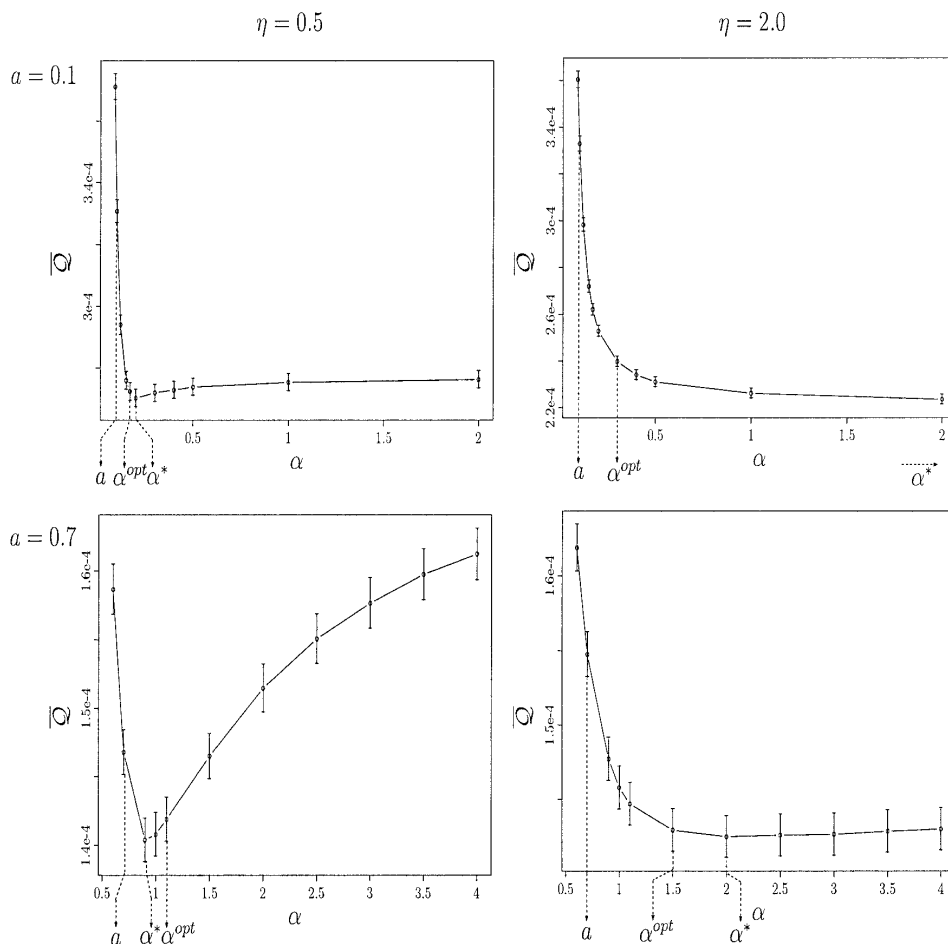 η = 0.5
η = 2.0
a = 0.1
3.4e-4
3e-4
Q
0.5 1 1.5 2
a α^opt α* α
3.4e-4
3e-4
2.6e-4
2.2e-4
Q
0.5 1 1.5 2
a α^opt α α*
a = 0.7
1.6e-4
1.5e-4
1.4e-4
Q
0.5 1 1.5 2 2.5 3 3.5 4
a α* α^opt α
1.6e-4
1.5e-4
Q
0.5 1 1.5 2 2.5 3 3.5 4
a α^opt α* α